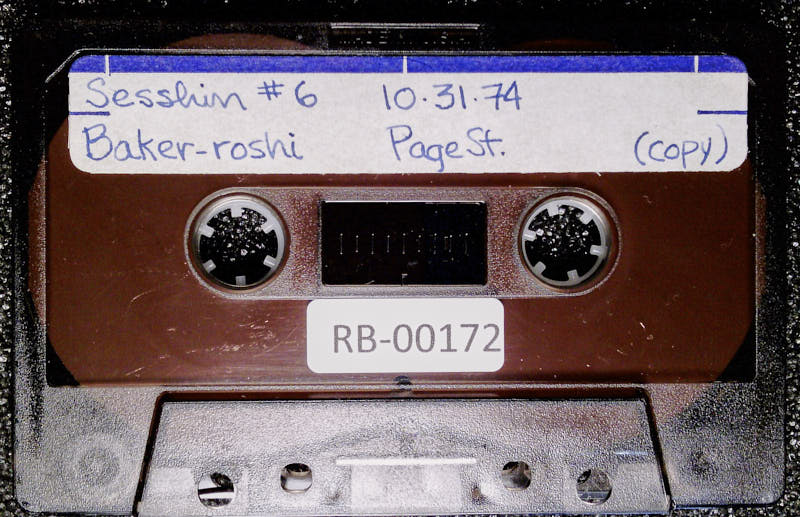 Sesshin #6 10.31.74
Baker-roshi Page St. (copy)
RB-00172